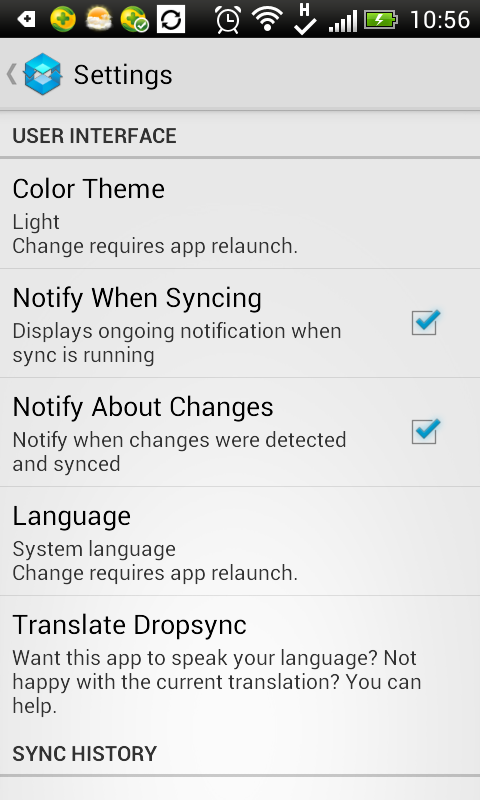 H
10:56
Settings
USER INTERFACE
Color Theme
Light
Change requires app relaunch.
Notify When Syncing
Displays ongoing notification when
sync is running
Notify About Changes
Notify when changes were detected
and synced
Language
System language
Change requires app relaunch.
Translate Dropsync
Want this app to speak your language? Not
happy with the current translation? You can
help.
SYNC HISTORY